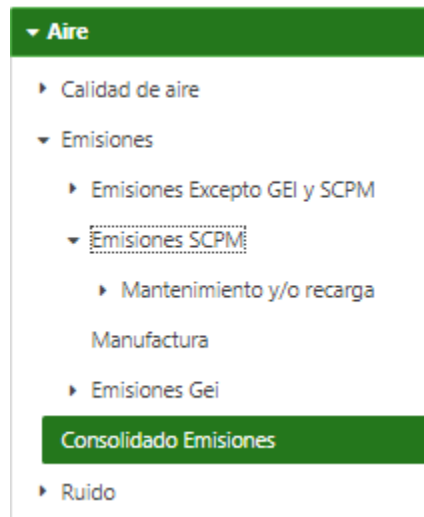 Aire
Calidad de aire
Emisiones
Emisiones Excepto GEI y SCPM
Emisiones SCPM
Mantenimiento y/o recarga
Manufactura
Emisiones Gei
Consolidado Emisiones
Ruido